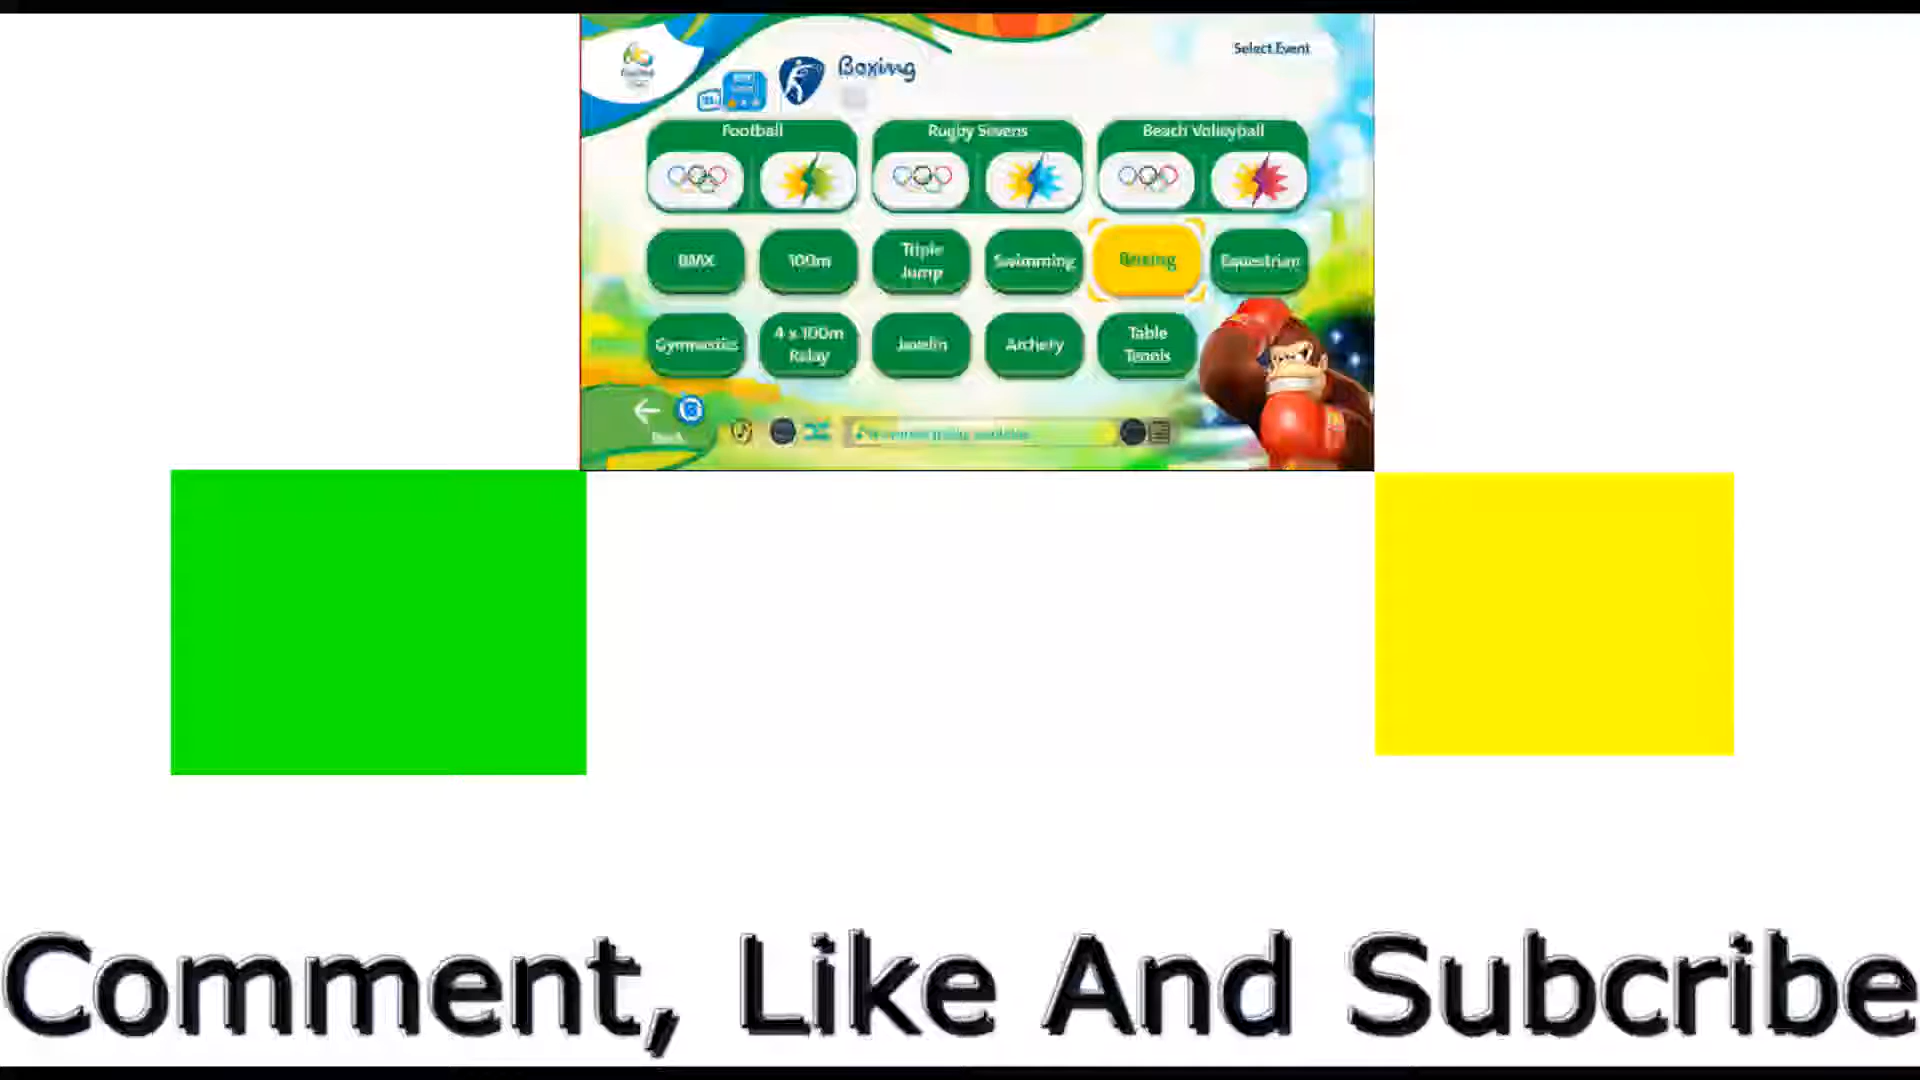 Select Event
Boxing
Football
Rugby Sevens
Beach Volleyball
BMX
100m
Triple
Jump
Swimming
Boxing
Equestrian
Gymnastics
4 x 100m
Relay
Javelin
Archery
Table
Tennis
Back
Comment, Like And Subcribe